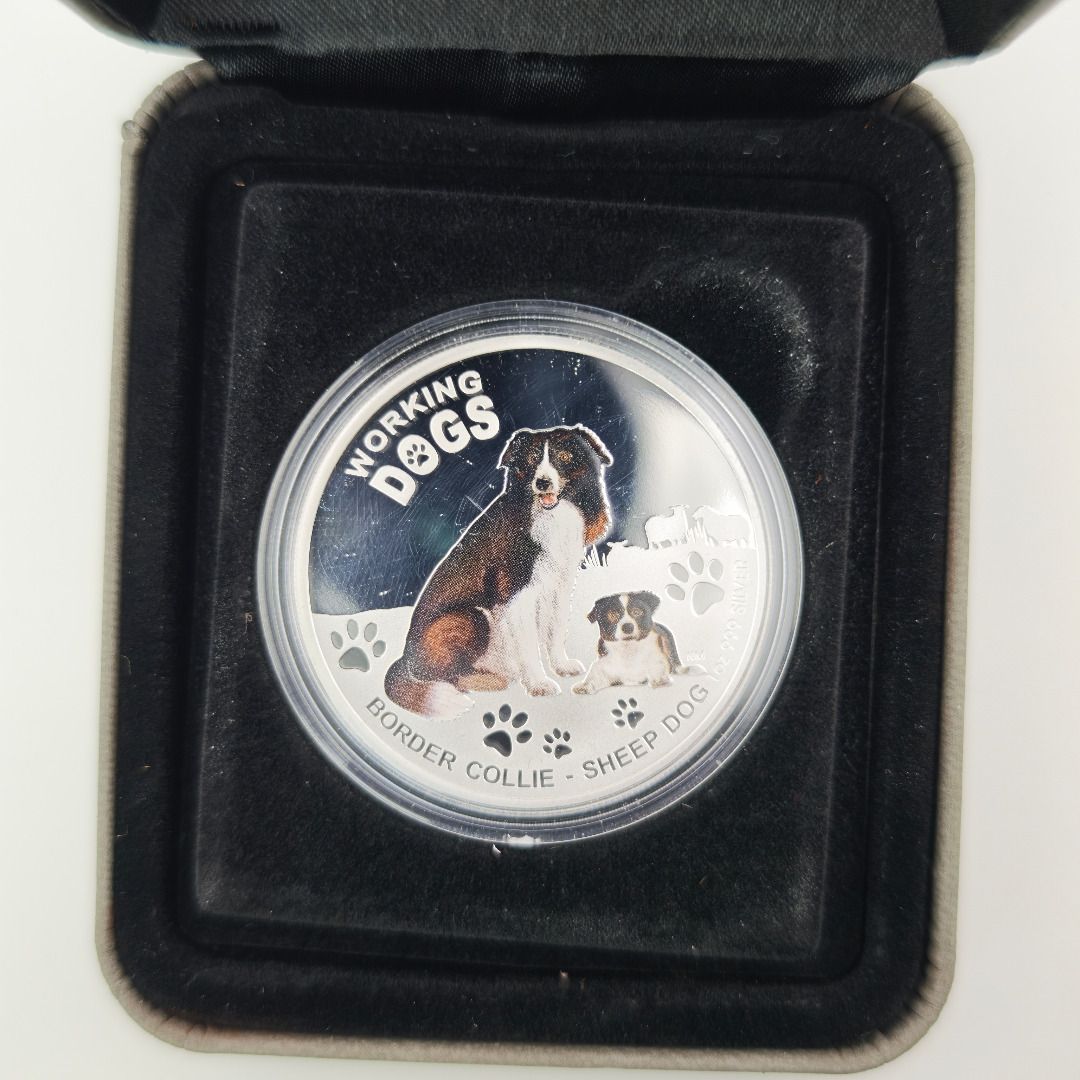 WORKING
DOGS
BORDER COLLIE - SHEEP DOG 1oz 999 SILVER